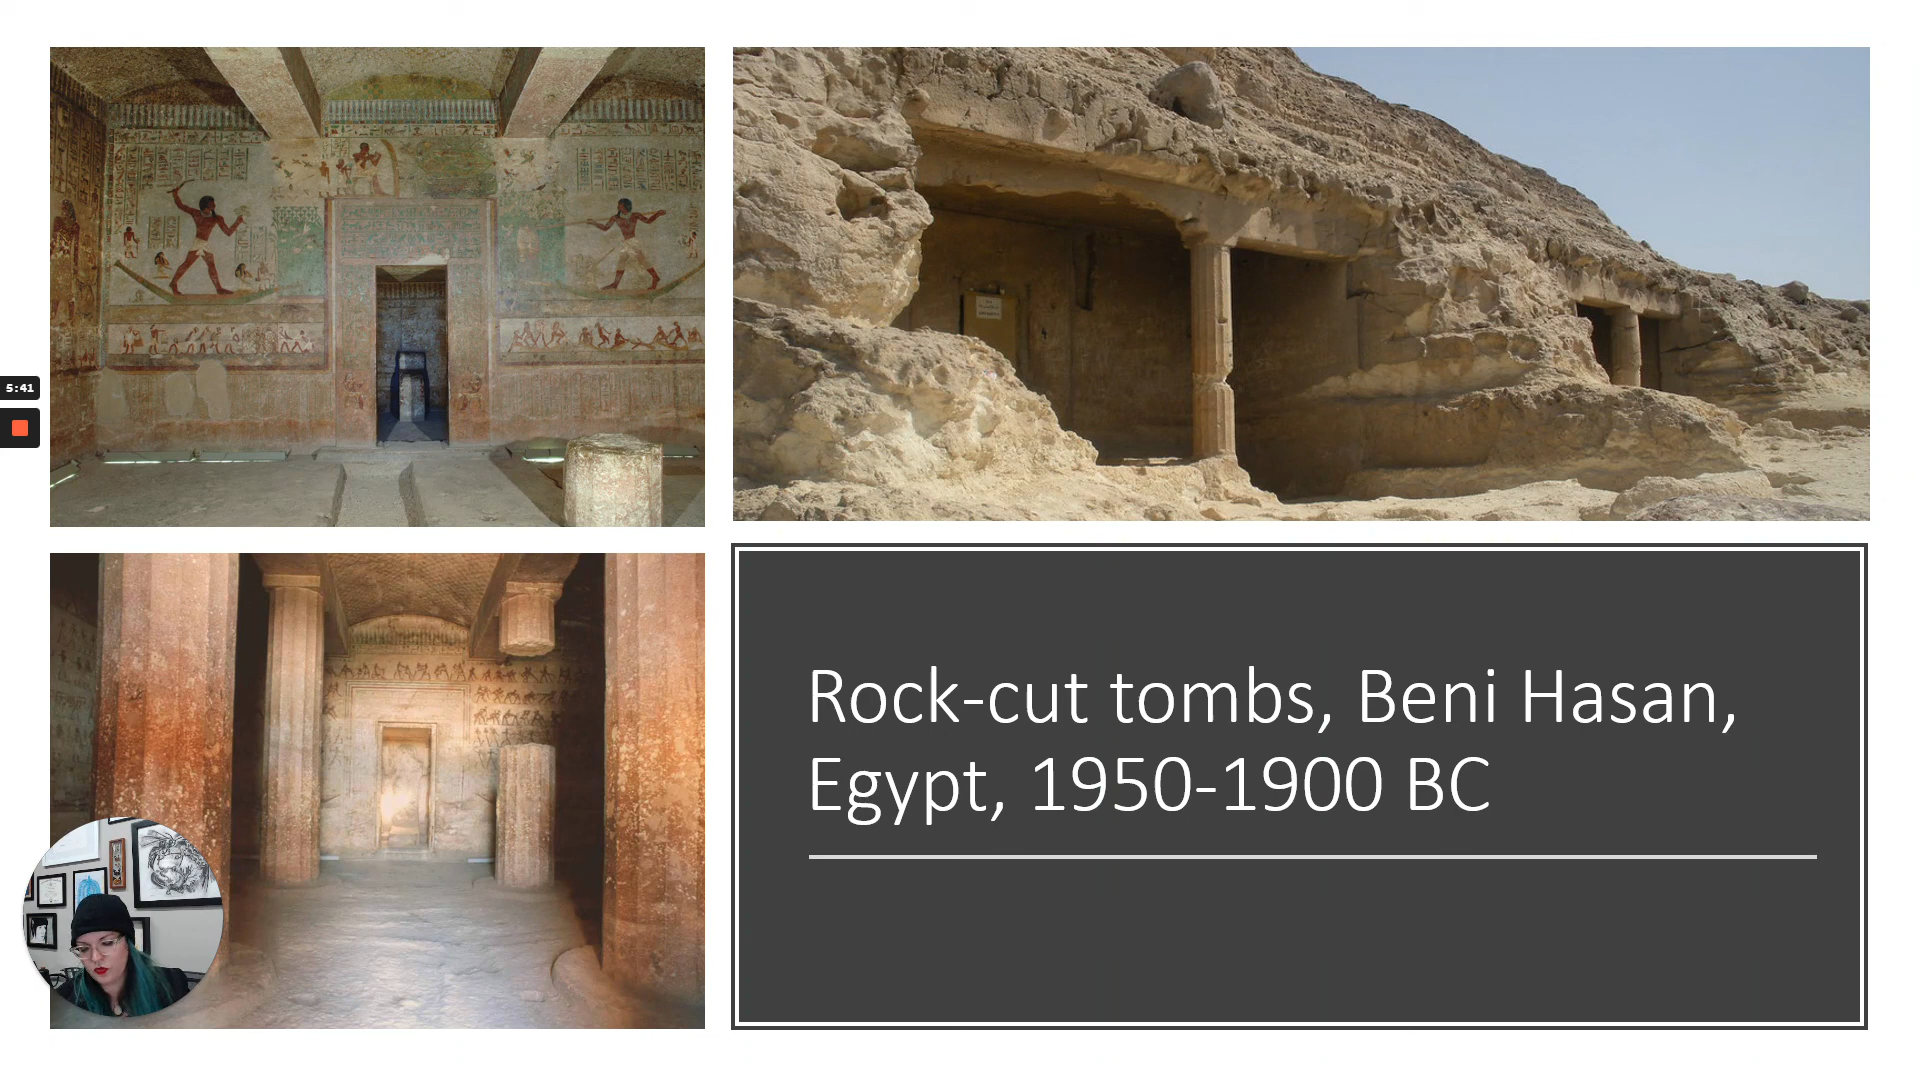 5:41
Rock-cut tombs, Beni Hasan,
Egypt, 1950-1900 BC